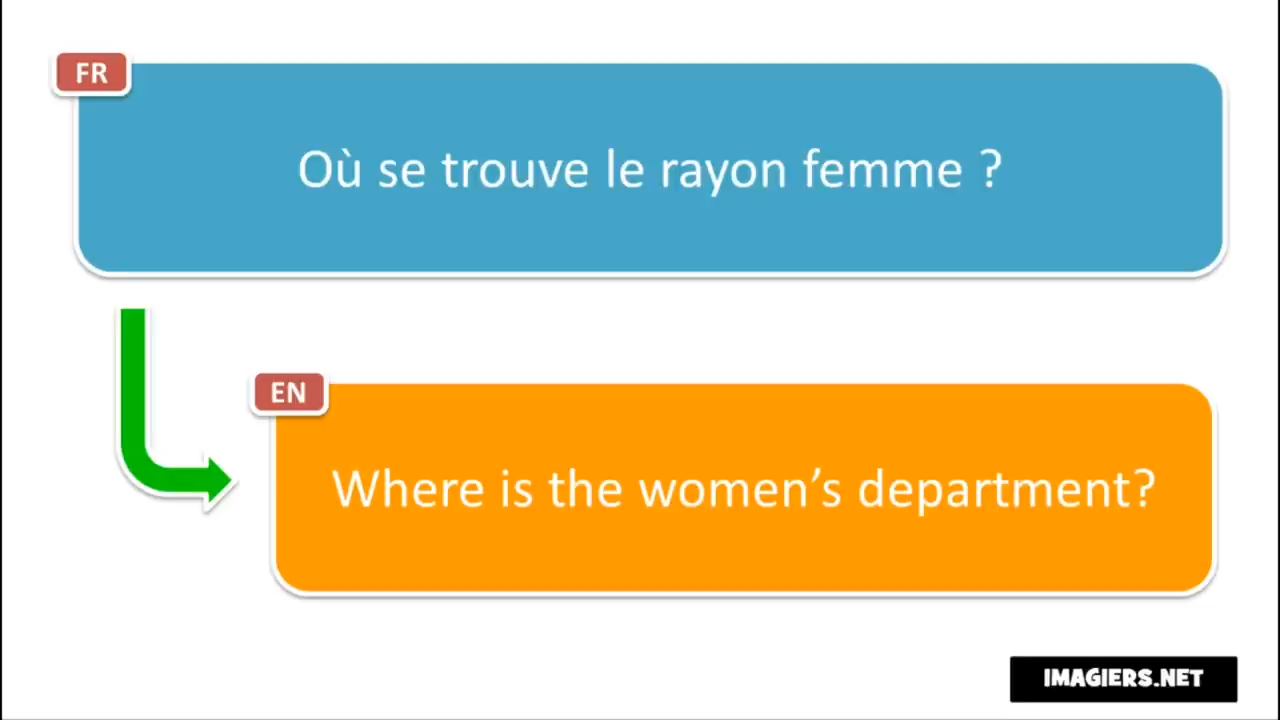 FR
Où se trouve le rayon femme ?
EN
Where is the women’s department?
IMAGIERS.NET